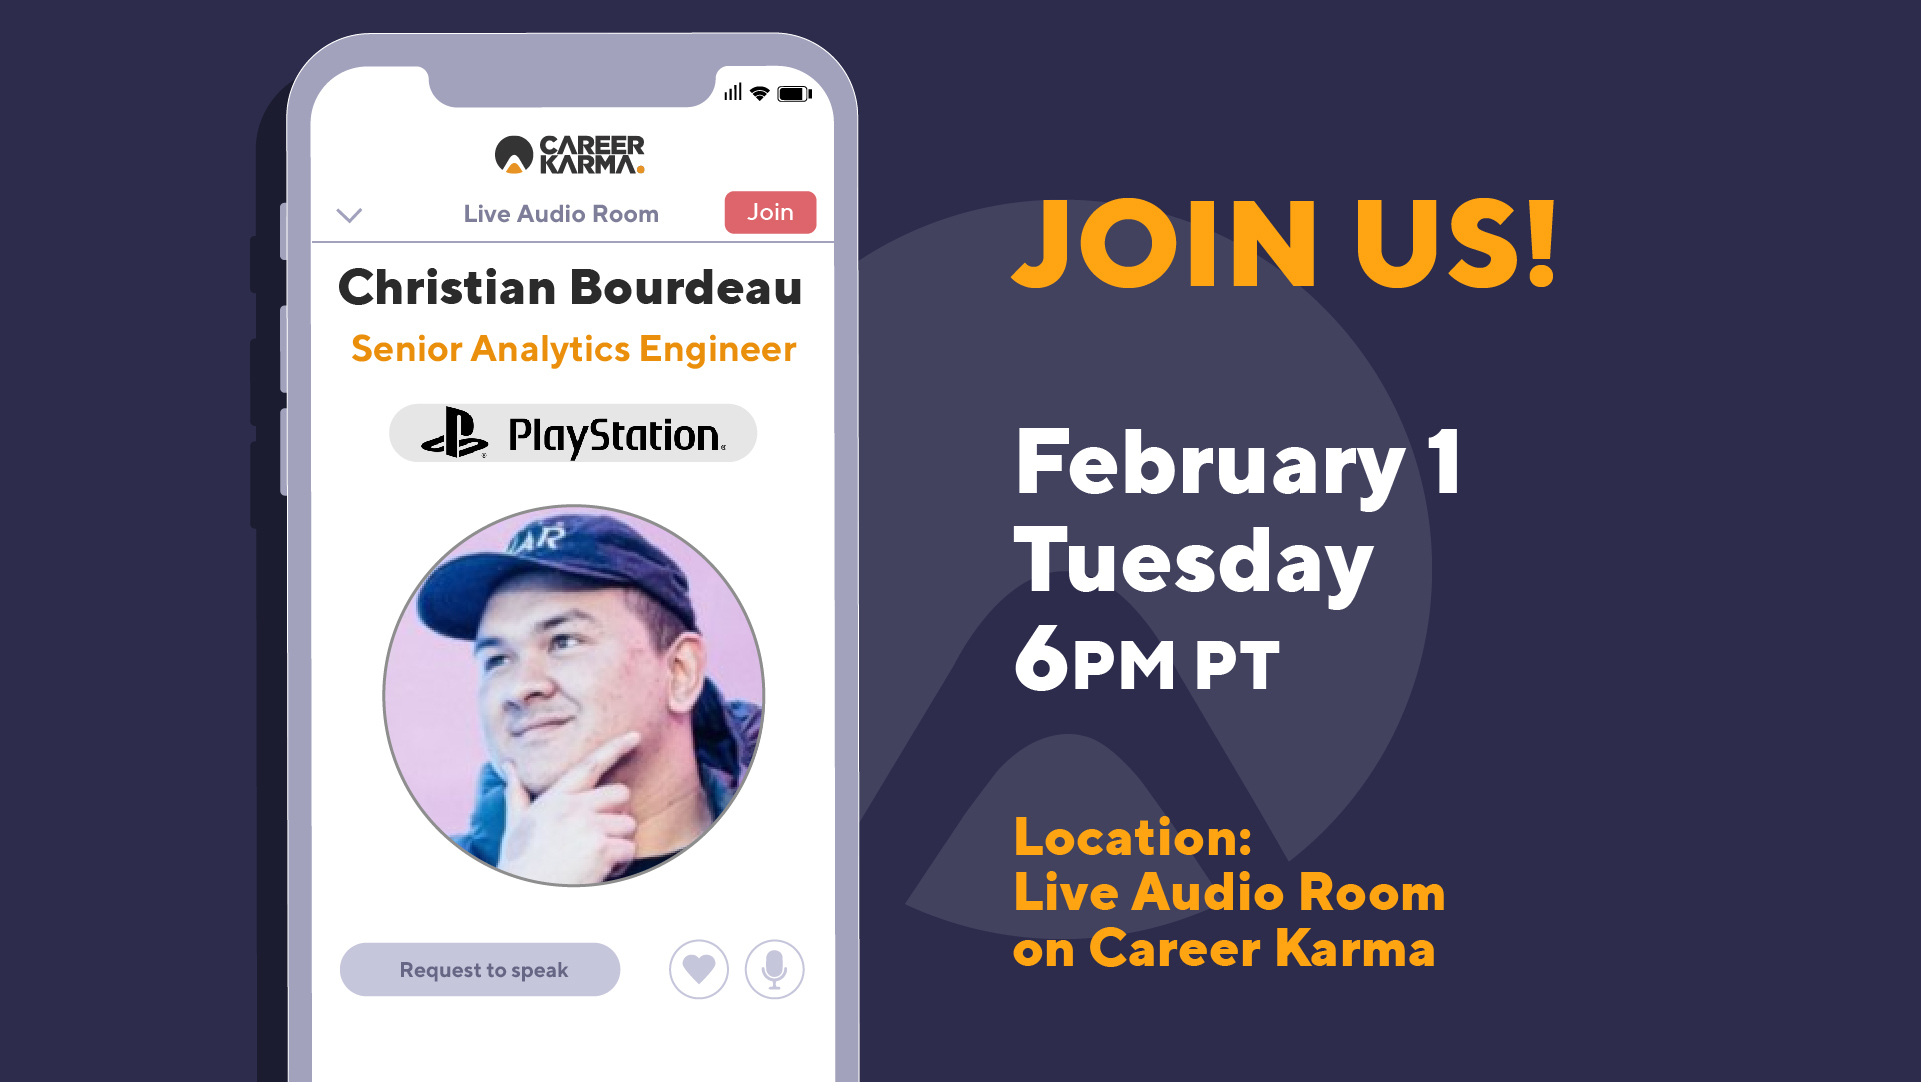 CAREER
KARMA.
Live Audio Room
Join
Christian Bourdeau
Senior Analytics Engineer
PlayStation®
Request to speak
JOIN US!
February 1
Tuesday
6PM PT
Location:
Live Audio Room
on Career Karma